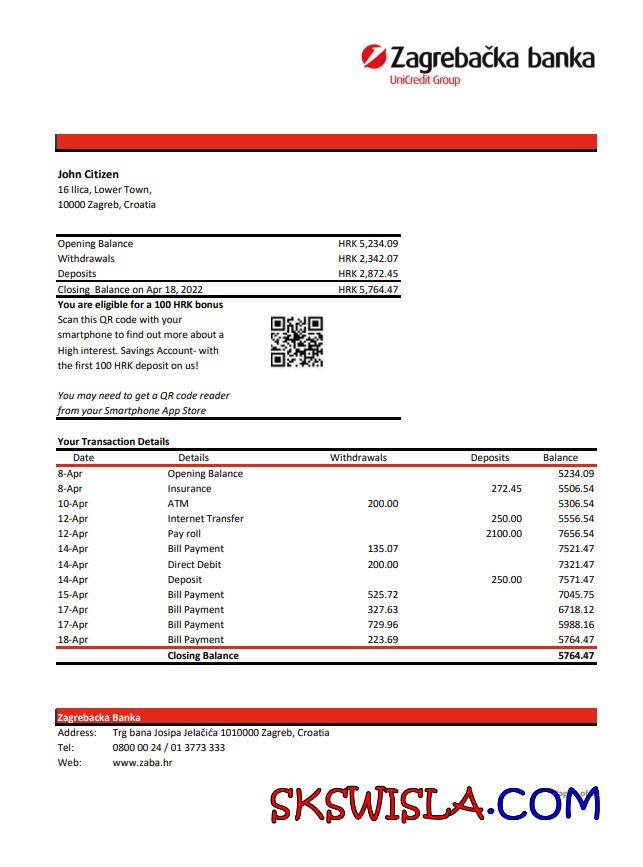 Zagrebačka banka
UniCredit Group
John Citizen
16 Ilica, Lower Town,
10000 Zagreb, Croatia
Opening Balance HRK 5,234.09
Withdrawals HRK 2,342.07
Deposits HRK 2,872.45
Closing Balance on Apr 18, 2022 HRK 5,764.47
You are eligible for a 100 HRK bonus
Scan this QR code with your
smartphone to find out more about a
High interest. Savings Account- with
the first 100 HRK deposit on us!
You may need to get a QR code reader
from your Smartphone App Store
Your Transaction Details
Date Details Withdrawals Deposits Balance
8-Apr Opening Balance 5234.09
8-Apr Insurance 272.45 5506.54
10-Apr ATM 200.00 5306.54
12-Apr Internet Transfer 250.00 5556.54
12-Apr Pay roll 2100.00 7656.54
14-Apr Bill Payment 135.07 7521.47
14-Apr Direct Debit 200.00 7321.47
14-Apr Deposit 250.00 7571.47
15-Apr Bill Payment 525.72 7045.75
17-Apr Bill Payment 327.63 6718.12
17-Apr Bill Payment 729.96 5988.16
18-Apr Bill Payment 223.69 5764.47
Closing Balance 5764.47
Zagrebacka Banka
Address: Trg bana Josipa Jelačića 1010000 Zagreb, Croatia
Tel: 0800 00 24 / 01 3773 333
Web: www.zaba.hr
SKSWISLA.COM